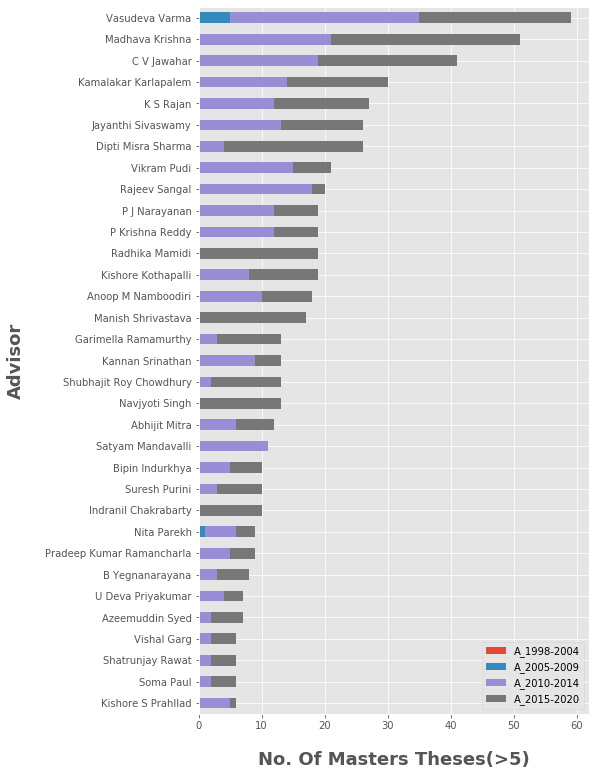 Vasudeva Varma
Madhava Krishna
C V Jawahar
Kamalakar Karlapalem
K S Rajan
Jayanthi Sivaswamy
Dipti Misra Sharma
Vikram Pudi
Rajeev Sangal
P J Narayanan
P Krishna Reddy
Radhika Mamidi
Kishore Kothapalli
Anoop M Namboodiri
Manish Shrivastava
Garimella Ramamurthy
Kannan Srinathan
Shubhajit Roy Chowdhury
Navjyoti Singh
Abhijit Mitra
Satyam Mandavalli
Bipin Indurkhya
Suresh Purini
Indranil Chakrabarty
Nita Parekh
Pradeep Kumar Ramancharla
B Yegnanarayana
U Deva Priyakumar
Azeemuddin Syed
Vishal Garg
Shatrunjay Rawat
Soma Paul
Kishore S Prahllad
Advisor
A_1998-2004
A_2005-2009
A_2010-2014
A_2015-2020
0 10 20 30 40 50 60
No. Of Masters Theses(>5)